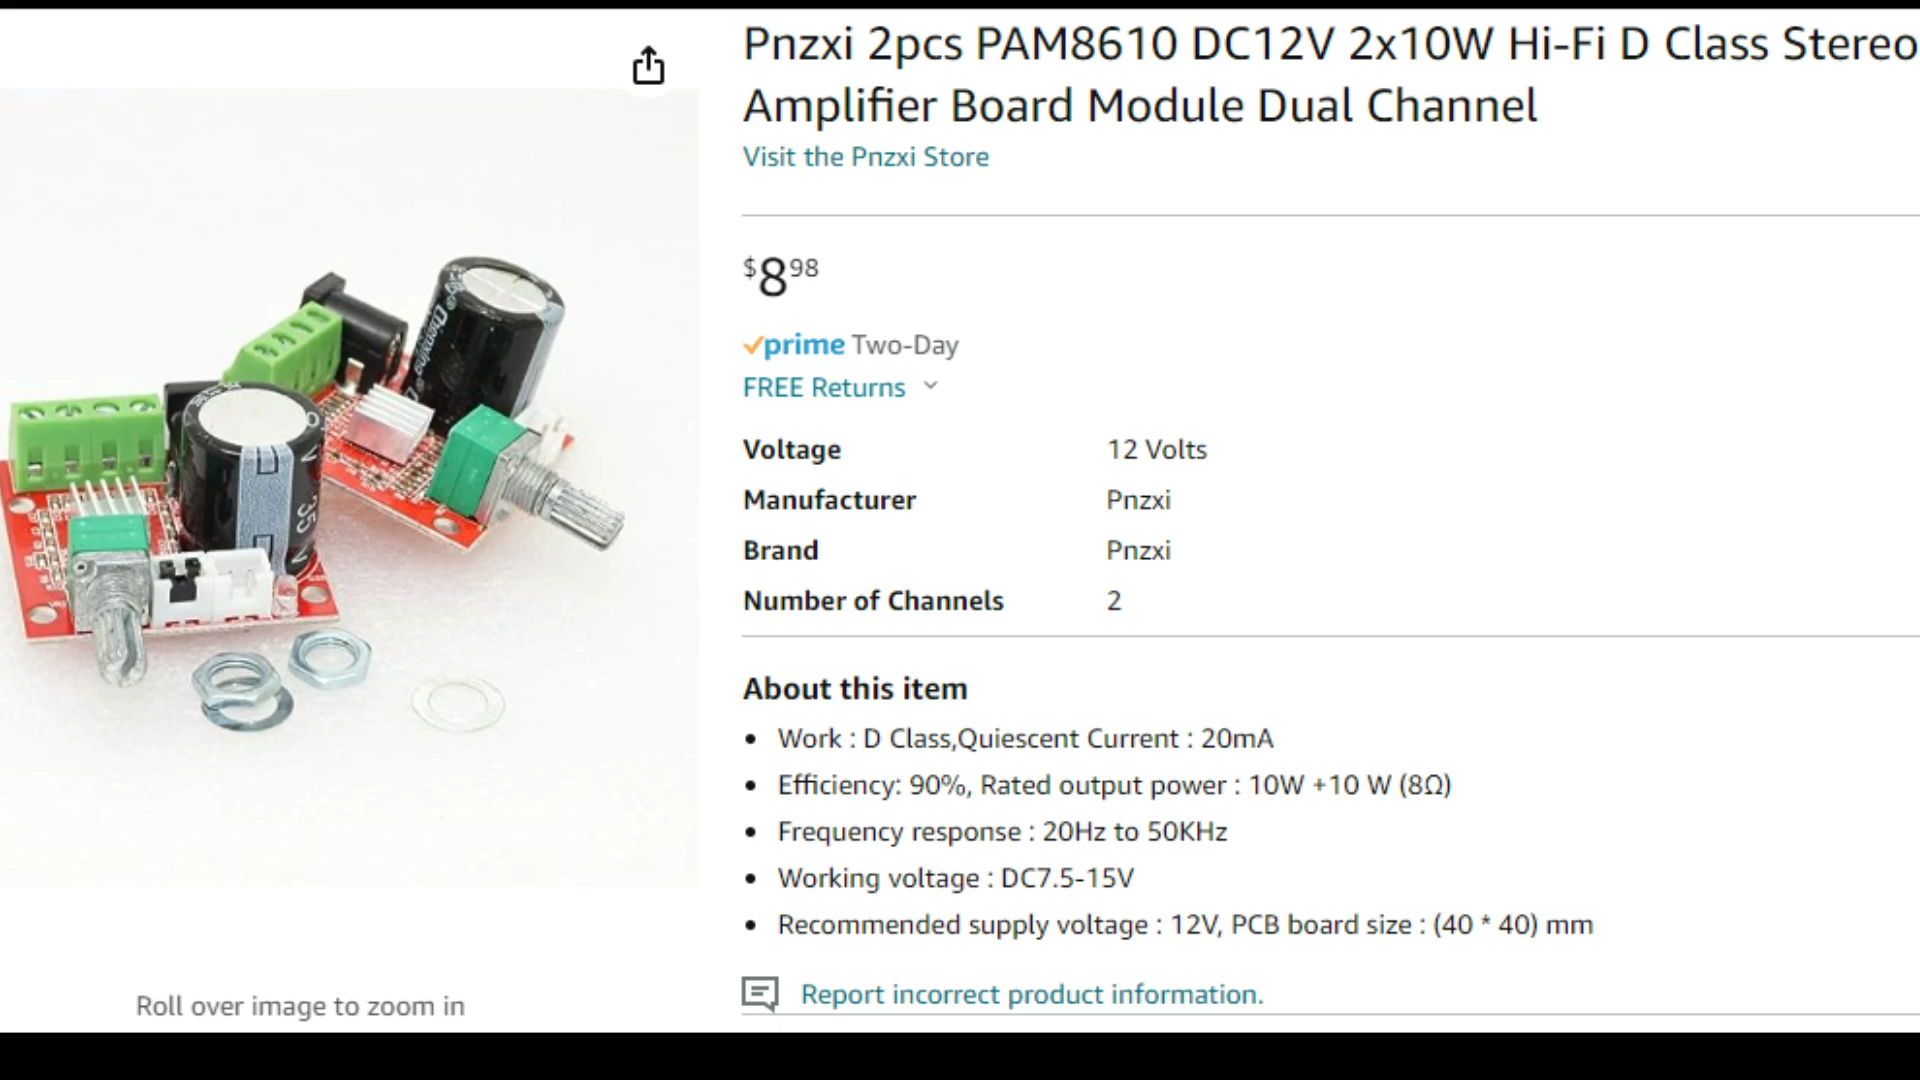 Pnzxi 2pcs PAM8610 DC12V 2x10W Hi-Fi D Class Stereo
Amplifier Board Module Dual Channel
Visit the Pnzxi Store
$8 98
prime Two-Day
FREE Returns
Voltage 12 Volts
Manufacturer Pnzxi
Brand Pnzxi
Number of Channels 2
About this item
• Work : D Class,Quiescent Current : 20mA
• Efficiency: 90%, Rated output power : 10W +10 W (8Ω)
• Frequency response : 20Hz to 50KHz
• Working voltage : DC7.5-15V
• Recommended supply voltage : 12V, PCB board size : (40 * 40) mm
Report incorrect product information.
Roll over image to zoom in